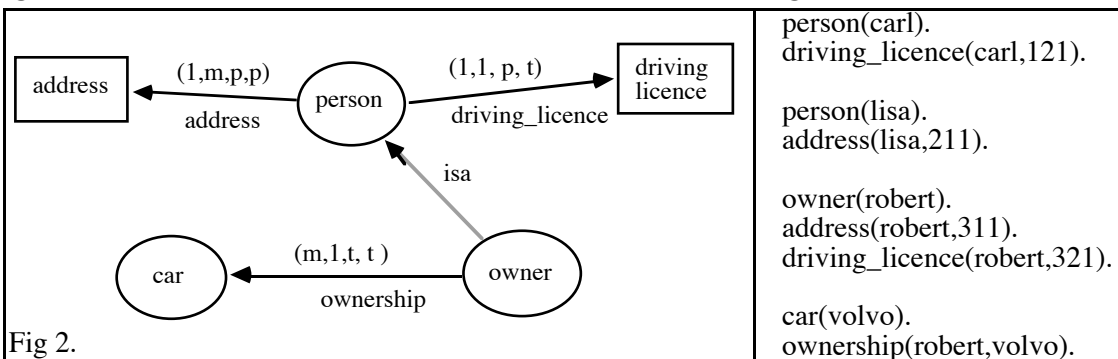 address
(1,m,p,p)
address
person
(1,1, p, t)
driving_licence
driving
licence
isa
car
(m,1,t, t )
ownership
owner
Fig 2.
person(carl).
driving_licence(carl,121).
person(lisa).
address(lisa,211).
owner(robert).
address(robert,311).
driving_licence(robert,321).
car(volvo).
ownership(robert,volvo).